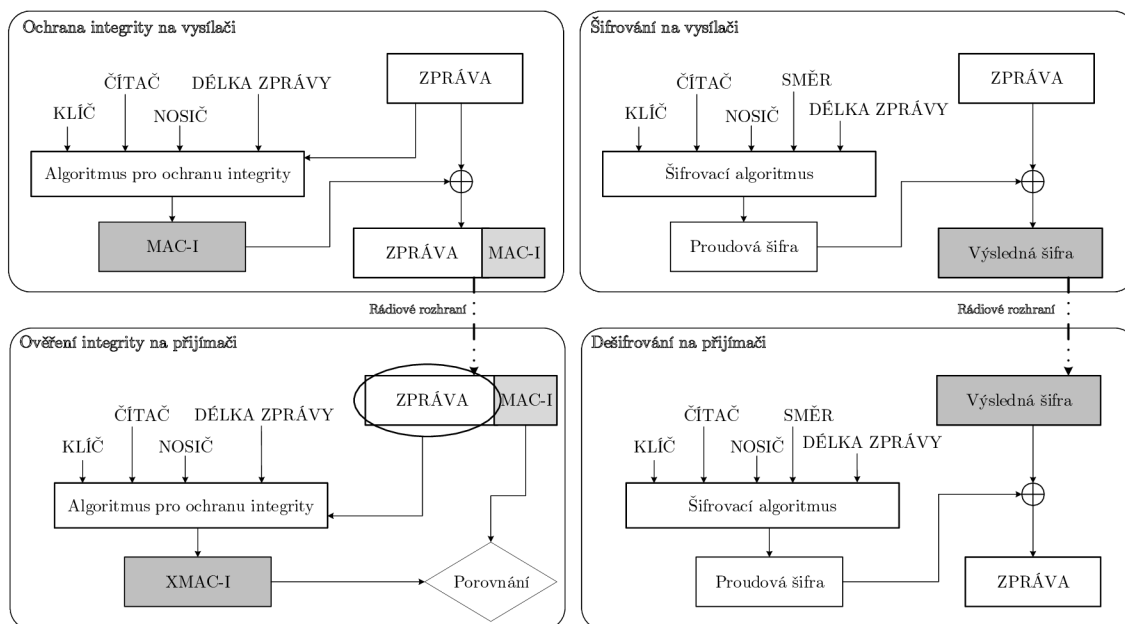 Ochrana integrity na vysílači
ZPRÁVA
ČÍTAČ
DÉLKA ZPRÁVY
KLÍČ
NOSIČ
Algoritmus pro ochranu integrity
MAC-I
ZPRÁVA
MAC-I
Rádiové rozhraní
Šifrování na vysílači
ZPRÁVA
SMĚR
ČÍTAČ
DÉLKA ZPRÁVY
KLÍČ
NOSIČ
Šifrovací algoritmus
Proudová šifra
Výsledná šifra
Rádiové rozhraní
Ověření integrity na přijímači
ZPRÁVA
MAC-I
ČÍTAČ
DÉLKA ZPRÁVY
KLÍČ
NOSIČ
Algoritmus pro ochranu integrity
XMAC-I
Porovnání
Dešifrování na přijímači
Výsledná šifra
ČÍTAČ
SMĚR
DÉLKA ZPRÁVY
KLÍČ
NOSIČ
Šifrovací algoritmus
Proudová šifra
ZPRÁVA